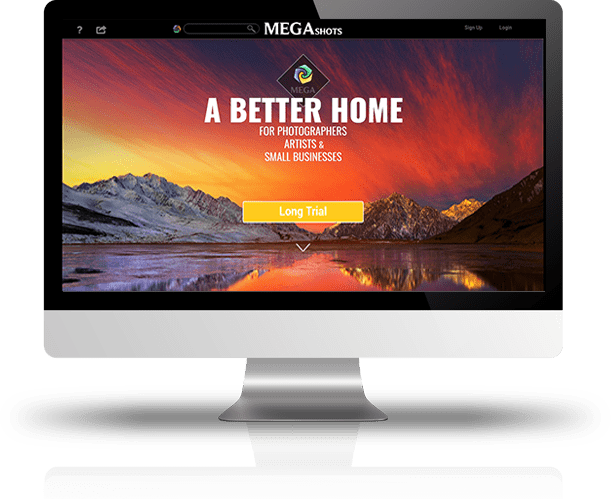 ?
MEGASHOTS
Sign Up
Login
MEGA
A BETTER HOME
FOR PHOTOGRAPHERS
ARTISTS &
SMALL BUSINESSES
Long Trial